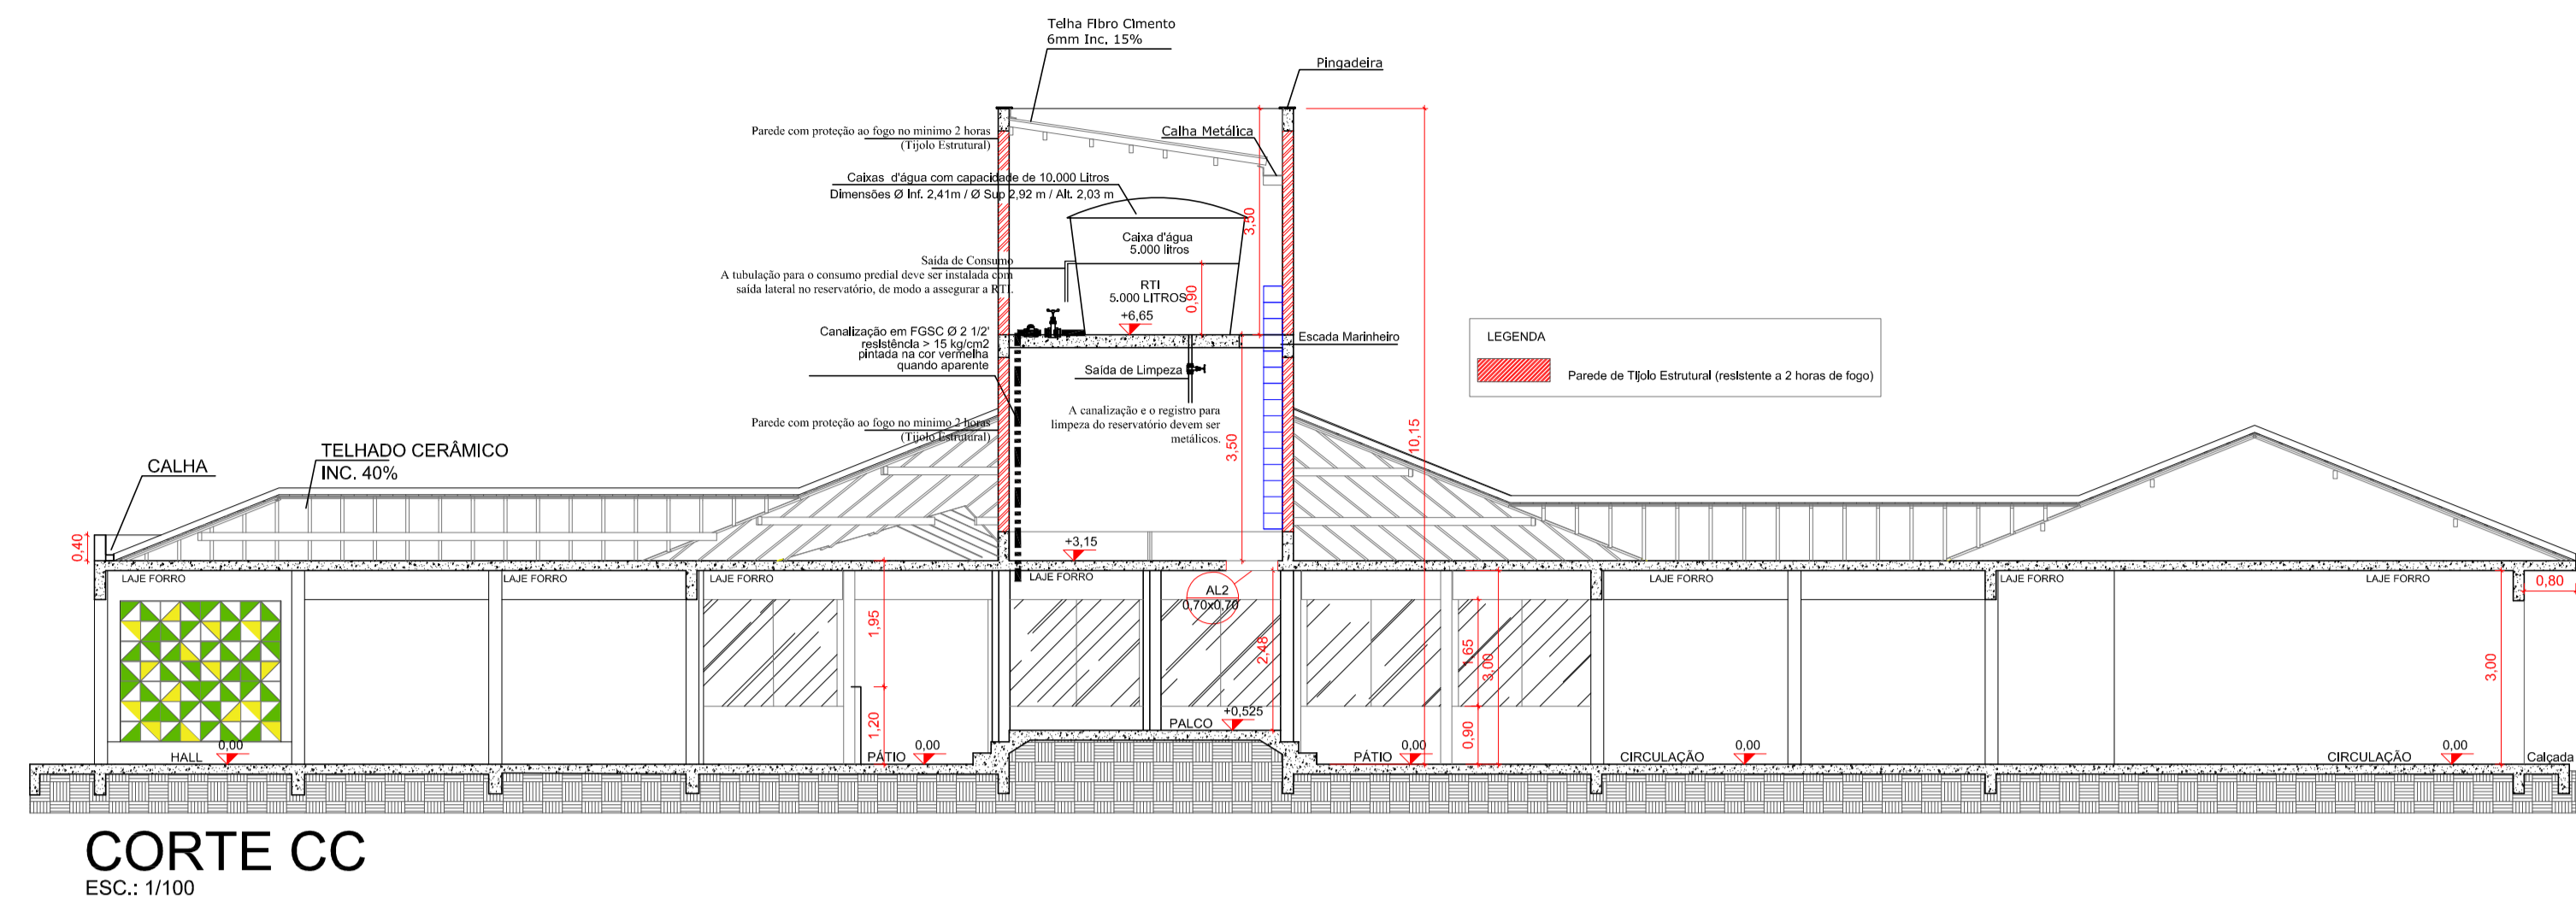 Telha Fibro Cimento
6mm Inc. 15%
Pingadeira
Parede com proteção ao fogo no minimo 2 horas
(Tijolo Estrutural)
Calha Metálica
Caixas d'água com capacidade de 10.000 Litros
Dimensões Ø Inf. 2,41m / Ø Sup 2,92 m / Alt. 2,03 m
3,50
Caixa d'água
5.000 litros
Saída de Consumo
A tubulação para o consumo predial deve ser instalada com
saída lateral no reservatório, de modo a assegurar a RTI.
RTI
5.000 LITROS
0,90
+6,65
Canalização em FGSC Ø 2 1/2'
resistência > 15 kg/cm2
pintada na cor vermelha
quando aparente
Escada Marinheiro
LEGENDA
Parede de Tijolo Estrutural (resistente a 2 horas de fogo)
Saída de Limpeza
A canalização e o registro para
limpeza do reservatório devem ser
metálicos.
Parede com proteção ao fogo no minimo 2 horas
(Tijolo Estrutural)
3,50
10,15
CALHA
TELHADO CERÂMICO
INC. 40%
0,40
+3,15
LAJE FORRO
LAJE FORRO
LAJE FORRO
LAJE FORRO
LAJE FORRO
LAJE FORRO
LAJE FORRO
0,80
AL2
0,70x0,70
1,95
2,48
1,65
3,00
3,00
1,20
0,90
PALCO
+0,525
HALL
0,00
PÁTIO
0,00
PÁTIO
0,00
CIRCULAÇÃO
0,00
CIRCULAÇÃO
0,00
Calçada
CORTE CC
ESC.: 1/100